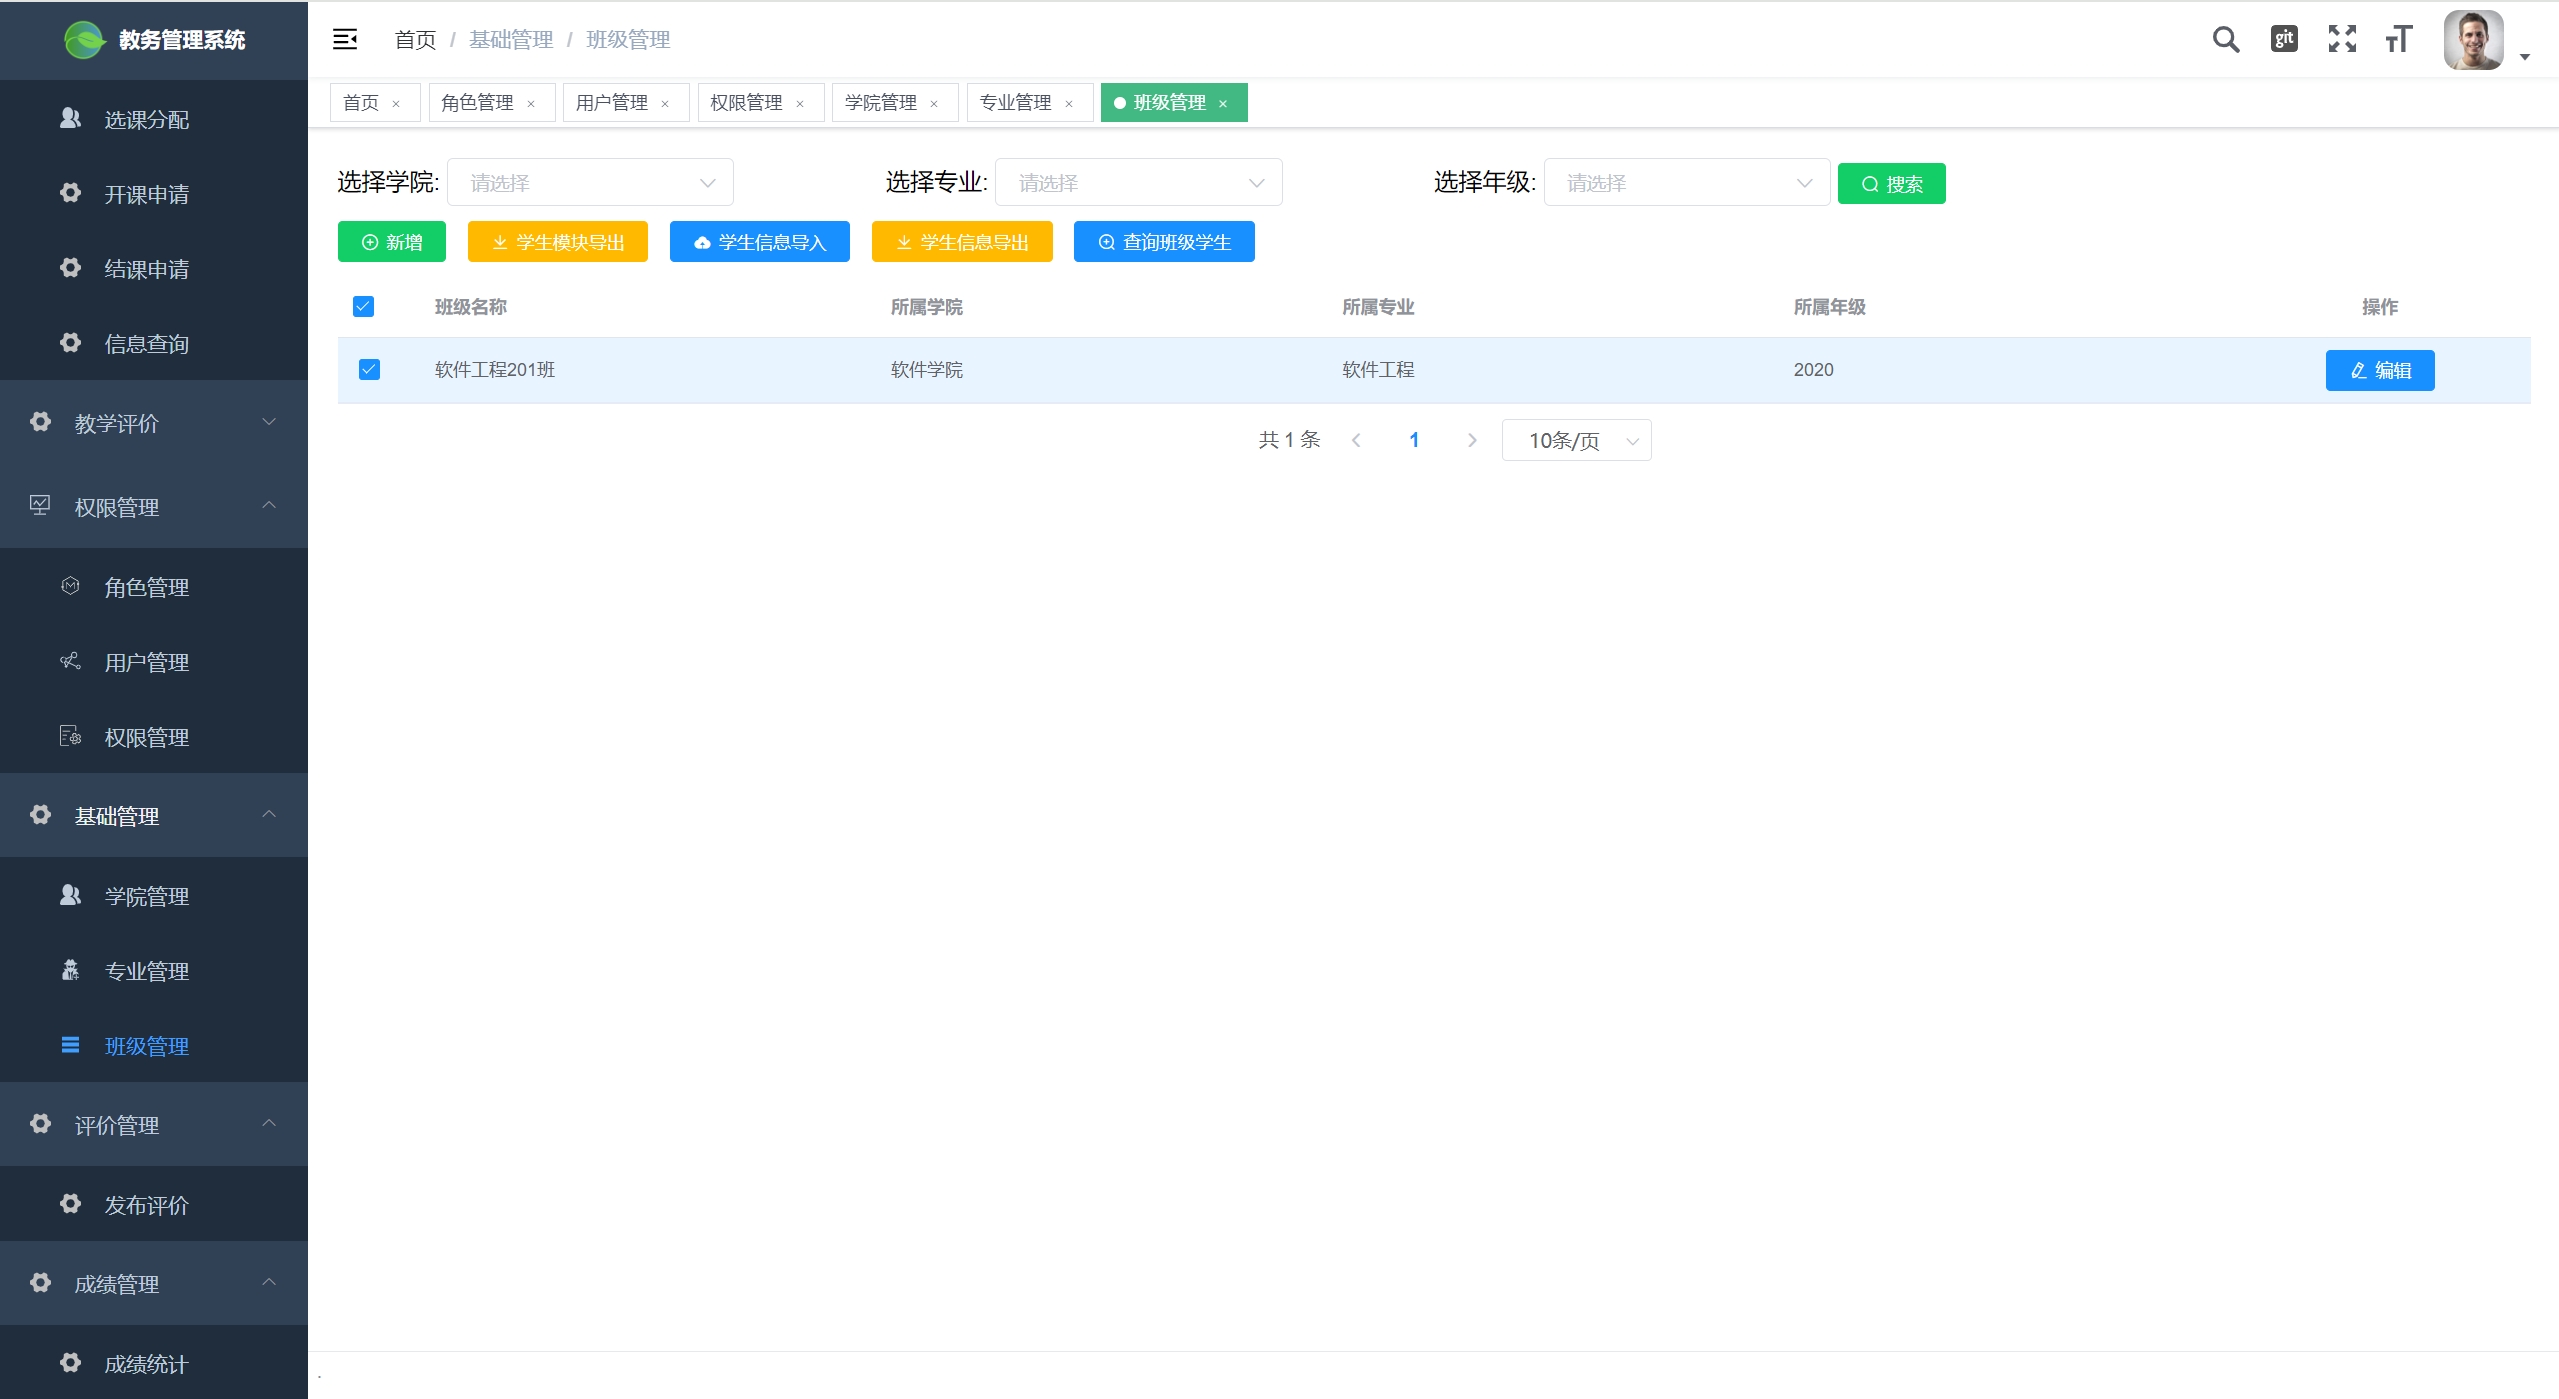 教务管理系统
首页 / 基础管理 / 班级管理
git
首页 × 角色管理 × 用户管理 × 权限管理 × 学院管理 × 专业管理 × 班级管理 ×
选课分配
开课申请
结课申请
信息查询
教学评价
权限管理
角色管理
用户管理
权限管理
基础管理
学院管理
专业管理
班级管理
评价管理
发布评价
成绩管理
成绩统计
选择学院: 请选择 选择专业: 请选择 选择年级: 请选择 搜索
新增 学生模块导出 学生信息导入 学生信息导出 查询班级学生
班级名称 所属学院 所属专业 所属年级 操作
软件工程201班 软件学院 软件工程 2020 编辑
共 1 条 1 10条/页
.